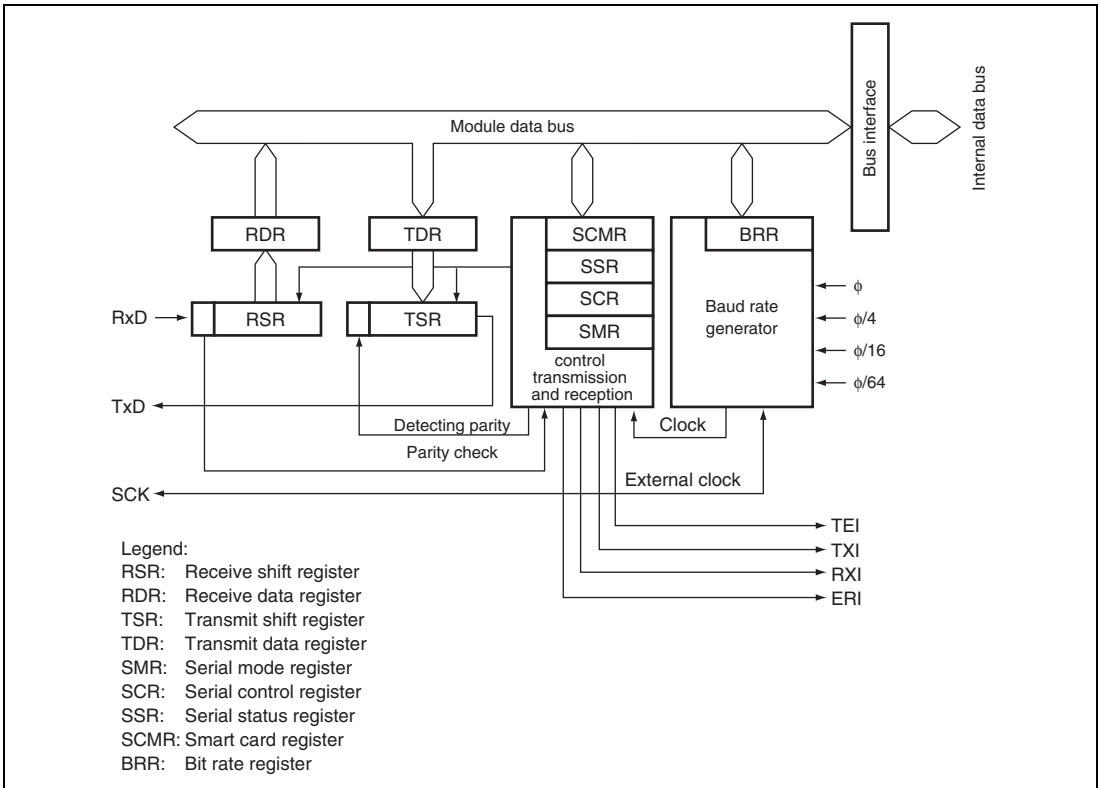 Module data bus
Bus interface
Internal data bus
RDR
TDR
SCMR
BRR
SSR
SCR
SMR
RxD
RSR
TSR
Baud rate
generator
ϕ
ϕ/4
ϕ/16
ϕ/64
control
transmission
and reception
TxD
Detecting parity
Clock
Parity check
External clock
SCK
TEI
TXI
RXI
ERI
Legend:
RSR: Receive shift register
RDR: Receive data register
TSR: Transmit shift register
TDR: Transmit data register
SMR: Serial mode register
SCR: Serial control register
SSR: Serial status register
SCMR: Smart card register
BRR: Bit rate register